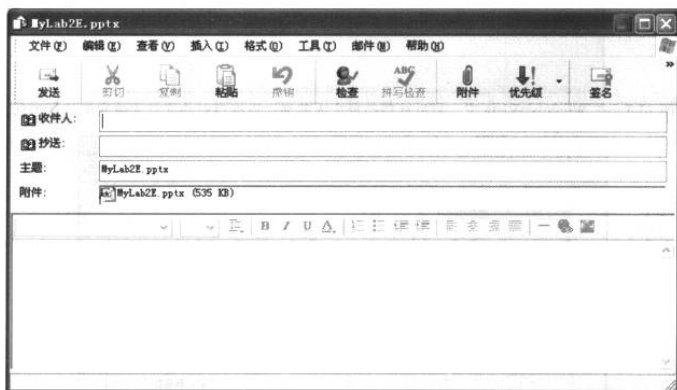 MyLab2E.pptx
文件(F) 编辑(E) 查看(V) 插入(I) 格式(O) 工具(T) 邮件(M) 帮助(H)
发送 剪切 复制 粘贴 撤销 检查 拼写检查 附件 优先级 签名
收件人:
抄送:
主题: MyLab2E.pptx
附件: MyLab2E.pptx (535 KB)
B I U A